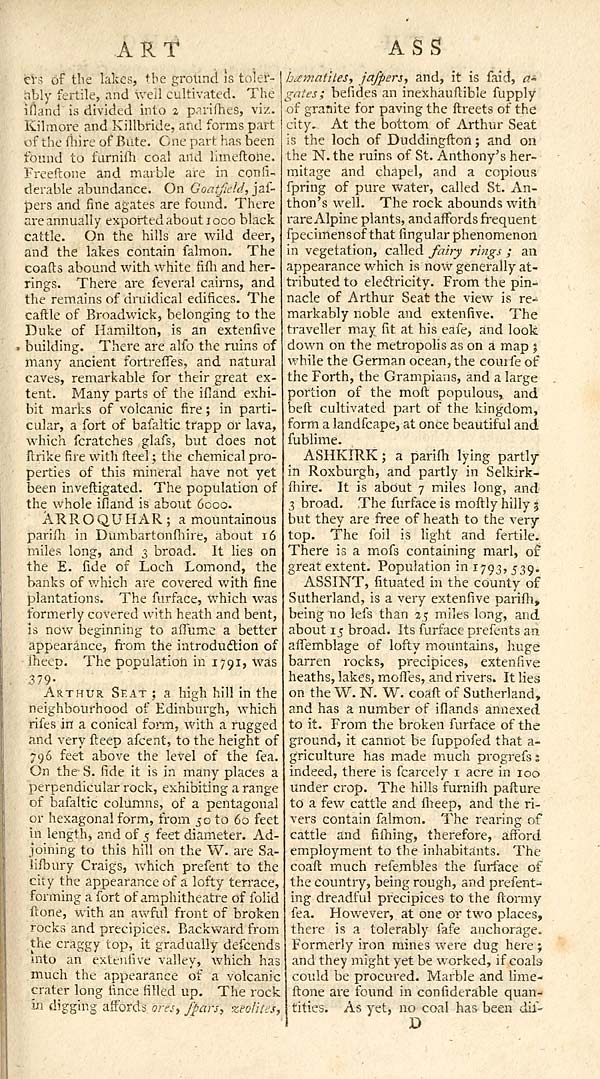 ART
ers of the lakes, the ground is toler-
ably fertile, and well cultivated. The
iſland is divided into 2 pariſhes, viz.
Kilmore and Killbride, and forms part
of the ſhire of Bute. One part has been
found to furniſh coal and limeſtone.
Freeſtone and marble are in conſi-
derable abundance. On Goatfield, jaſ-
pers and fine agates are found. There
are annually exported about 1000 black
cattle. On the hills are wild deer,
and the lakes contain ſalmon. The
coaſts abound with white fiſh and her-
rings. There are ſeveral cairns, and
the remains of druidical edifices. The
caſtle of Broadwick, belonging to the
Duke of Hamilton, is an extenſive
building. There are alſo the ruins of
many ancient fortreſſes, and natural
caves, remarkable for their great ex-
tent. Many parts of the iſland exhi-
bit marks of volcanic fire; in parti-
cular, a ſort of baſaltic trapp or lava,
which ſcratches glaſs, but does not
ſtrike fire with ſteel; the chemical pro-
perties of this mineral have not yet
been inveſtigated. The population of
the whole iſland is about 6000.
ARROQUHAR; a mountainous
pariſh in Dumbartonſhire, about 16
miles long, and 3 broad. It lies on
the E. ſide of Loch Lomond, the
banks of which are covered with fine
plantations. The ſurface, which was
formerly covered with heath and bent,
is now beginning to aſſume a better
appearance, from the introduction of
ſheep. The population in 1791, was
379.
ARTHUR SEAT; a high hill in the
neighbourhood of Edinburgh, which
riſes in a conical form, with a rugged
and very ſteep aſcent, to the height of
796 feet above the level of the ſea.
On the S. ſide it is in many places a
perpendicular rock, exhibiting a range
of baſaltic columns, of a pentagonal
or hexagonal form, from 50 to 60 feet
in length, and of 5 feet diameter. Ad-
joining to this hill on the W. are Sa-
liſbury Craigs, which preſent to the
city the appearance of a lofty terrace,
forming a ſort of amphitheatre of ſolid
ſtone, with an awful front of broken
rocks and precipices. Backward from
the craggy top, it gradually deſcends
into an extenſive valley, which has
much the appearance of a volcanic
crater long ſince filled up. The rock
in digging affords ores, ſpars, zeolites,
ASS
hæmatites, jaſpers, and, it is ſaid, a-
gates; beſides an inexhauſtible ſupply
of granite for paving the ſtreets of the
city. At the bottom of Arthur Seat
is the loch of Duddingſton; and on
the N. the ruins of St. Anthony's her-
mitage and chapel, and a copious
ſpring of pure water, called St. An-
thon's well. The rock abounds with
rare Alpine plants, and affords frequent
ſpecimens of that ſingular phenomenon
in vegetation, called fairy rings; an
appearance which is now generally at-
tributed to electricity. From the pin-
nacle of Arthur Seat the view is re-
markably noble and extenſive. The
traveller may ſit at his eaſe, and look
down on the metropolis as on a map;
while the German ocean, the courſe of
the Forth, the Grampians, and a large
portion of the moſt populous, and
beſt cultivated part of the kingdom,
form a landſcape, at once beautiful and
ſublime.
ASHKIRK; a pariſh lying partly
in Roxburgh, and partly in Selkirk-
ſhire. It is about 7 miles long, and
3 broad. The ſurface is moſtly hilly;
but they are free of heath to the very
top. The ſoil is light and fertile.
There is a moſs containing marl, of
great extent. Population in 1793, 539.
ASSINT, ſituated in the county of
Sutherland, is a very extenſive pariſh,
being no leſs than 25 miles long, and
about 15 broad. Its ſurface preſents an
aſſemblage of lofty mountains, huge
barren rocks, precipices, extenſive
heaths, lakes, moſſes, and rivers. It lies
on the W. N. W. coaſt of Sutherland,
and has a number of iſlands annexed
to it. From the broken ſurface of the
ground, it cannot be ſuppoſed that a-
griculture has made much progreſs:
indeed, there is ſcarcely 1 acre in 100
under crop. The hills furniſh paſture
to a few cattle and ſheep, and the ri-
vers contain ſalmon. The rearing of
cattle and fiſhing, therefore, afford
employment to the inhabitants. The
coaſt much reſembles the ſurface of
the country, being rough, and preſent-
ing dreadful precipices to the ſtormy
ſea. However, at one or two places,
there is a tolerably ſafe anchorage.
Formerly iron mines were dug here;
and they might yet be worked, if coals
could be procured. Marble and lime-
ſtone are found in conſiderable quan-
tities. As yet, no coal has been diſ-
D